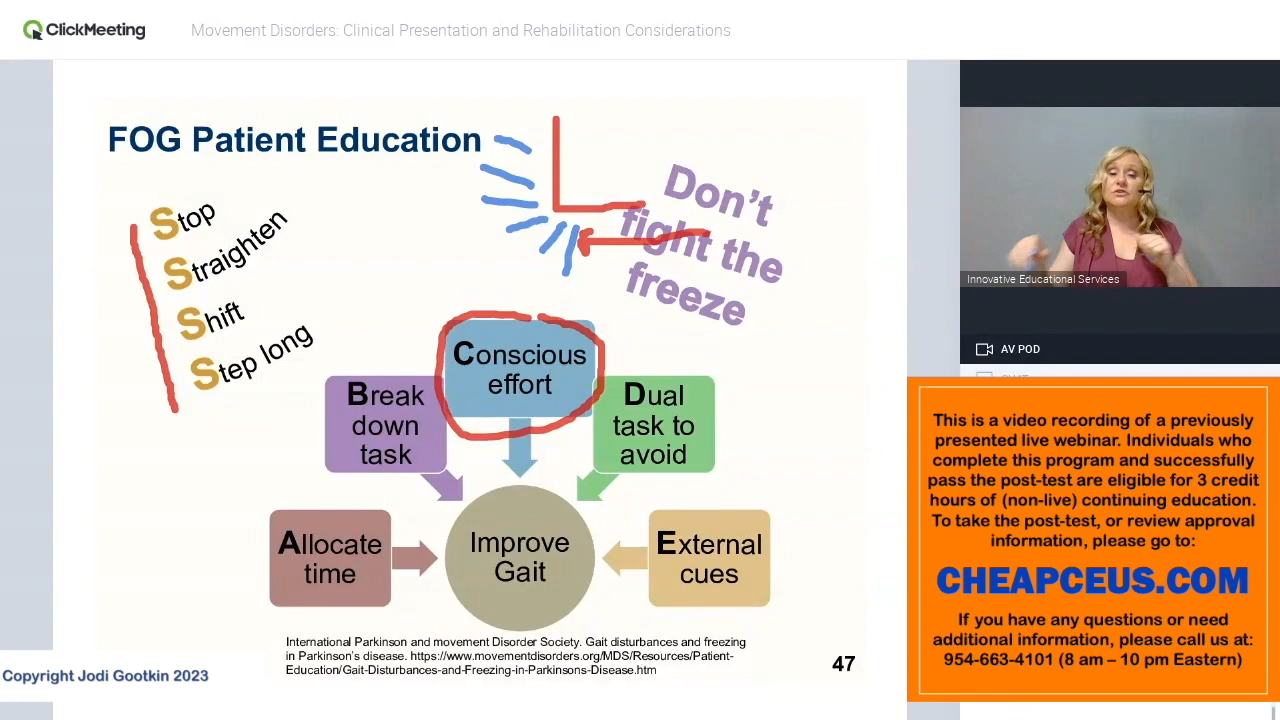 ClickMeeting
Movement Disorders: Clinical Presentation and Rehabilitation Considerations
FOG Patient Education
Stop
Straighten
Shift
Step long
Don't
fight the
freeze
Allocate
time
Break
down
task
Conscious
effort
Dual
task to
avoid
External
cues
Improve
Gait
International Parkinson and movement Disorder Society. Gait disturbances and freezing
in Parkinson's disease. https://www.movementdisorders.org/MDS/Resources/Patient-
Education/Gait-Disturbances-and-Freezing-in-Parkinsons-Disease.htm
47
Copyright Jodi Gootkin 2023
Innovative Educational Services
AV POD
This is a video recording of a previously
presented live webinar. Individuals who
complete this program and successfully
pass the post-test are eligible for 3 credit
hours of (non-live) continuing education.
To take the post-test, or review approval
information, please go to:
CHEAPCEUS.COM
If you have any questions or need
additional information, please call us at:
954-663-4101 (8 am – 10 pm Eastern)